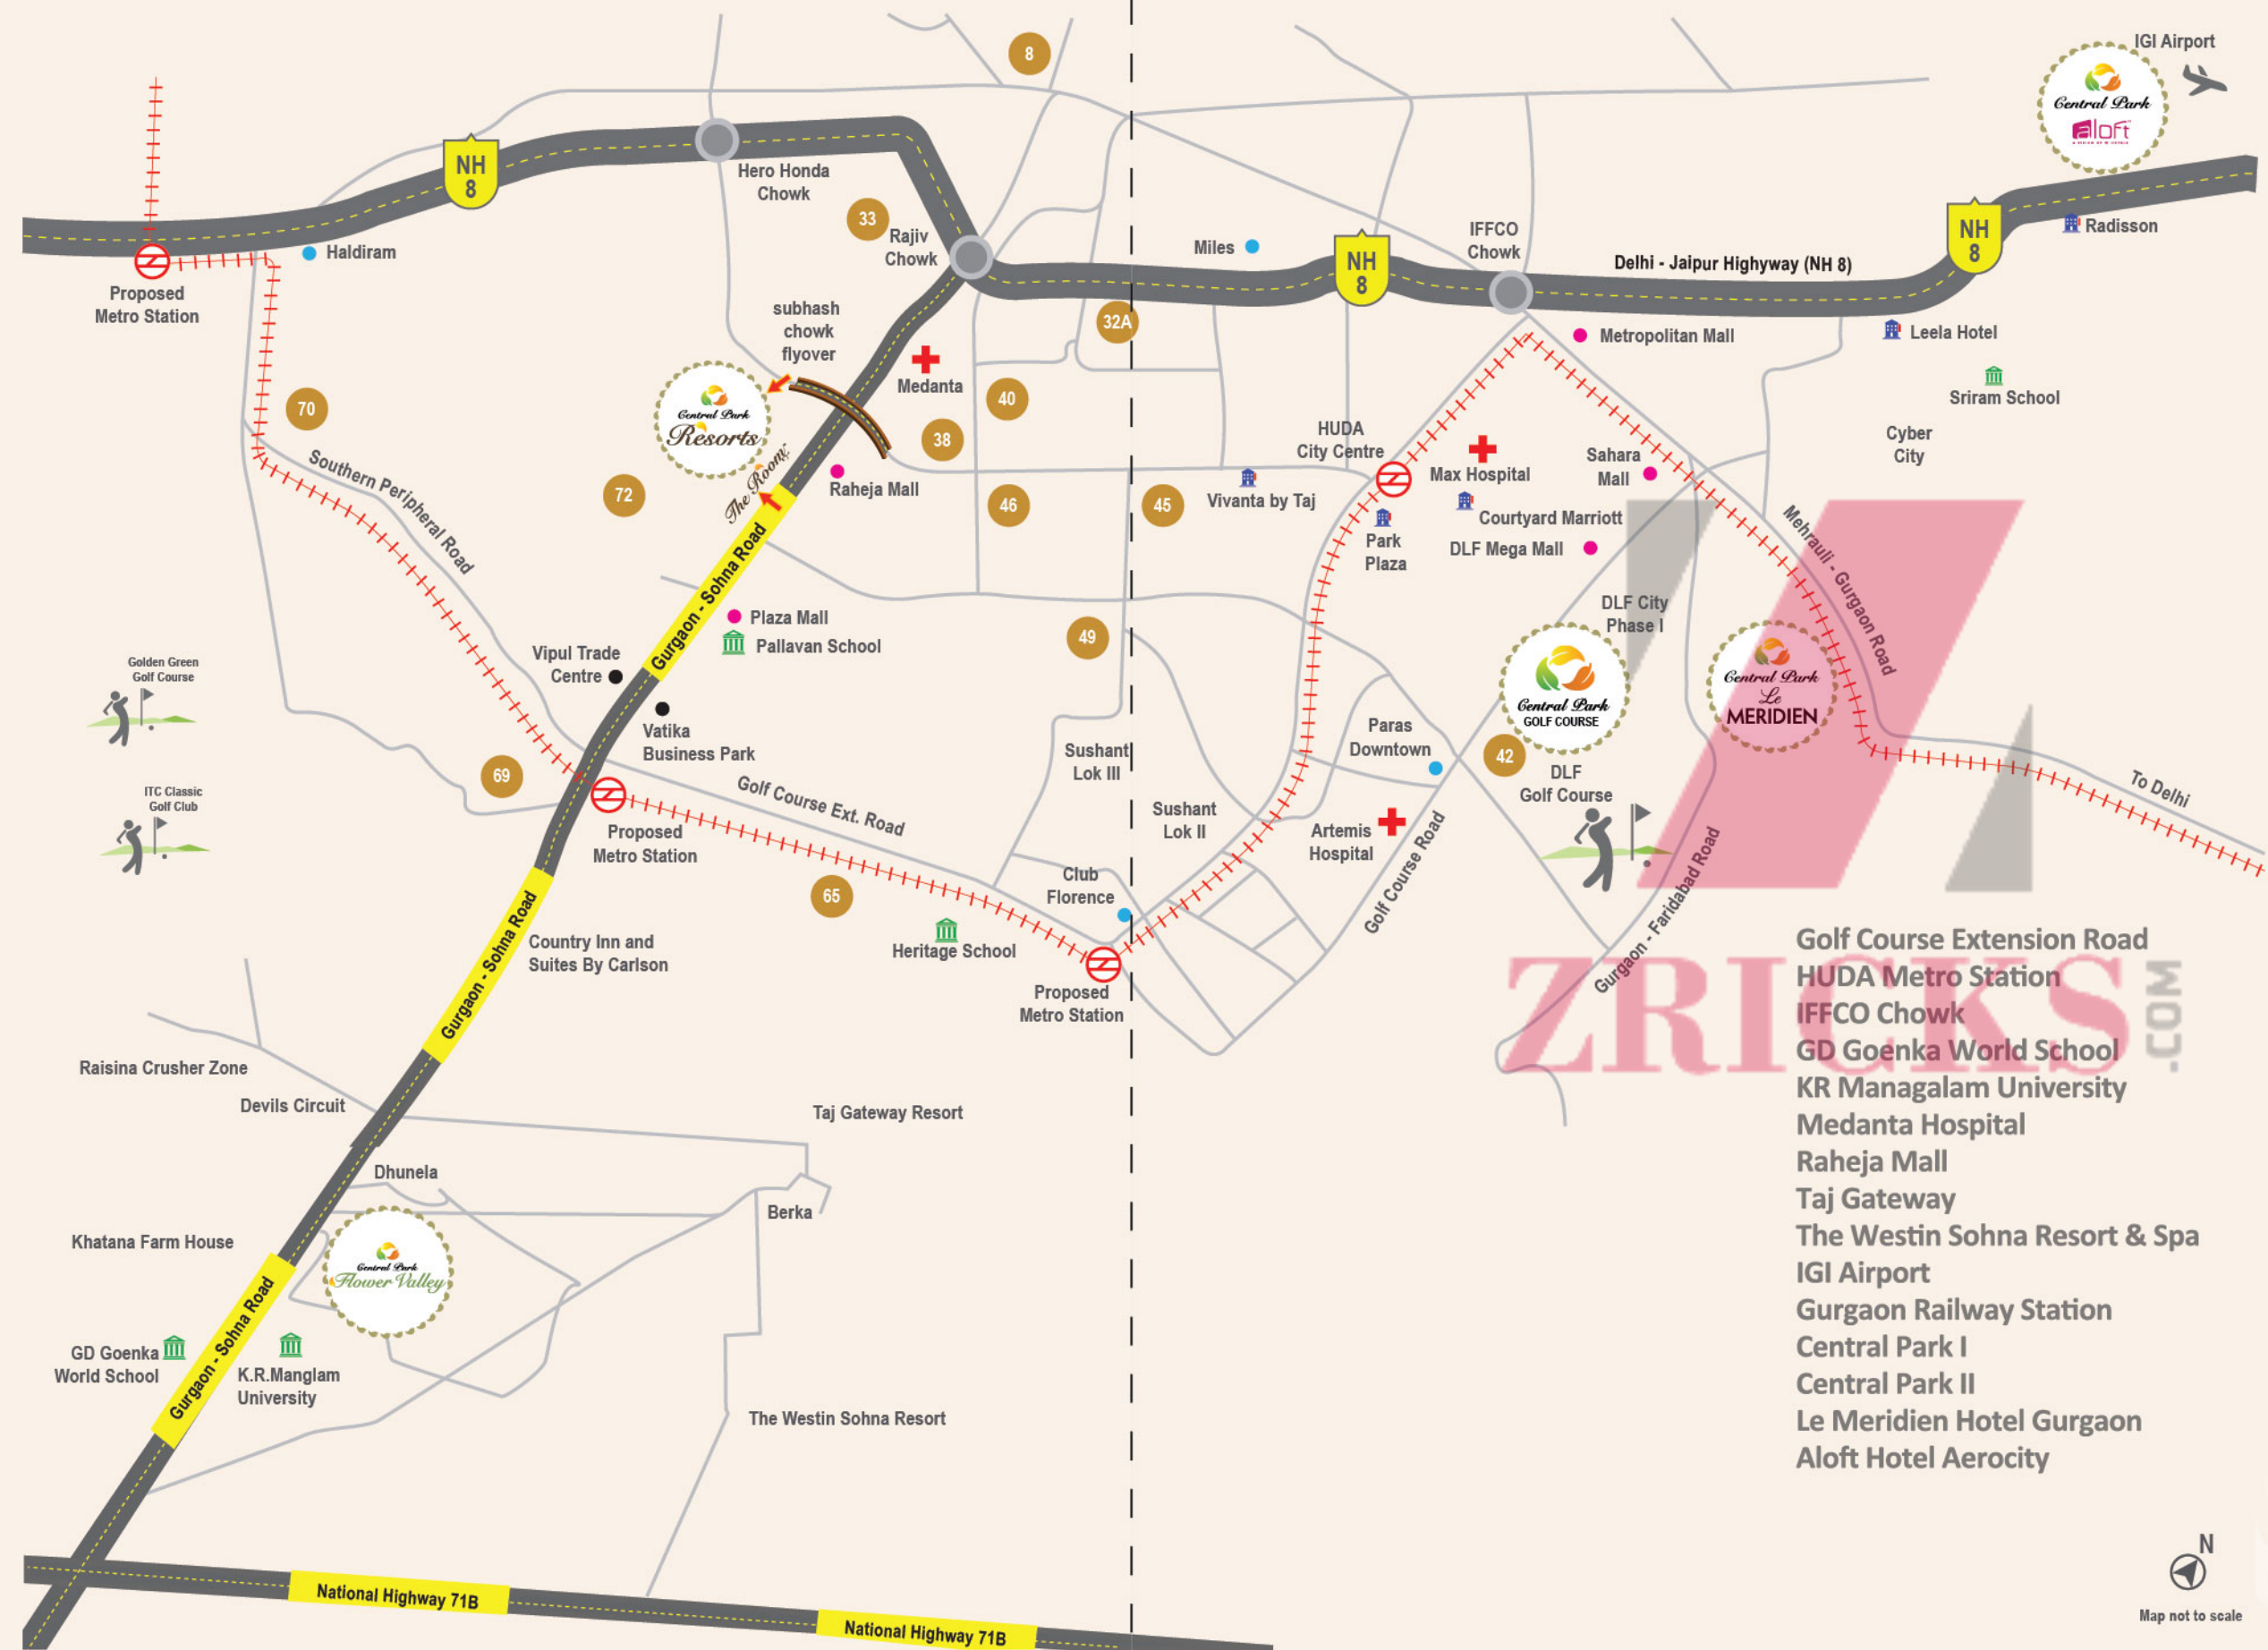 8
IGI Airport
Central Park
aloft
NH
8
Hero Honda
Chowk
33
Rajiv
Chowk
Haldiram
Proposed
Metro Station
Miles
NH
8
IFFCO
Chowk
Delhi - Jaipur Highyway (NH 8)
NH
8
Radisson
32A
Metropolitan Mall
Leela Hotel
Sriram School
Cyber
City
subhash
chowk
flyover
Medanta
Central Park
Resorts
The Room
40
38
70
Southern Peripheral Road
72
Raheja Mall
46
45
Vivanta by Taj
HUDA
City Centre
Max Hospital
Sahara
Mall
Courtyard Marriott
Park
Plaza
DLF Mega Mall
Mehrauli - Gurgaon Road
DLF City
Phase I
Gurgaon - Sohna Road
Plaza Mall
Pallavan School
49
Vipul Trade
Centre
Vatika
Business Park
Golden Green
Golf Course
ITC Classic
Golf Club
69
Proposed
Metro Station
Golf Course Ext. Road
Sushant
Lok III
Sushant
Lok II
Paras
Downtown
42
Central Park
GOLF COURSE
Central Park
Le
MERIDIEN
DLF
Golf Course
To Delhi
Artemis
Hospital
Golf Course Road
Gurgaon - Faridabad Road
65
Club
Florence
Heritage School
Proposed
Metro Station
Gurgaon - Sohna Road
Country Inn and
Suites By Carlson
Raisina Crusher Zone
Devils Circuit
Taj Gateway Resort
Dhunela
Berka
Khatana Farm House
Central Park
Flower Valley
Gurgaon - Sohna Road
GD Goenka
World School
K.R.Manglam
University
The Westin Sohna Resort
National Highway 71B
National Highway 71B
ZRICKS
.COM
Golf Course Extension Road
HUDA Metro Station
IFFCO Chowk
GD Goenka World School
KR Managalam University
Medanta Hospital
Raheja Mall
Taj Gateway
The Westin Sohna Resort & Spa
IGI Airport
Gurgaon Railway Station
Central Park I
Central Park II
Le Meridien Hotel Gurgaon
Aloft Hotel Aerocity
N
Map not to scale